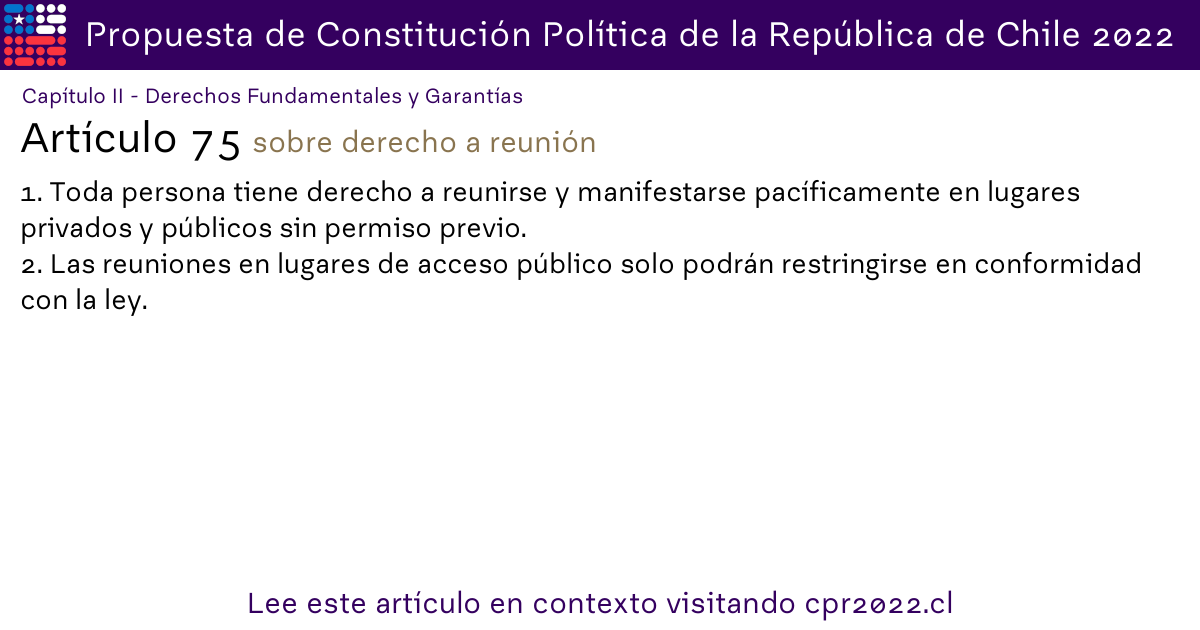 Propuesta de Constitución Política de la República de Chile 2022
Capítulo II - Derechos Fundamentales y Garantías
Artículo 75 sobre derecho a reunión
1. Toda persona tiene derecho a reunirse y manifestarse pacíficamente en lugares
privados y públicos sin permiso previo.
2. Las reuniones en lugares de acceso público solo podrán restringirse en conformidad
con la ley.
Lee este artículo en contexto visitando cpr2022.cl